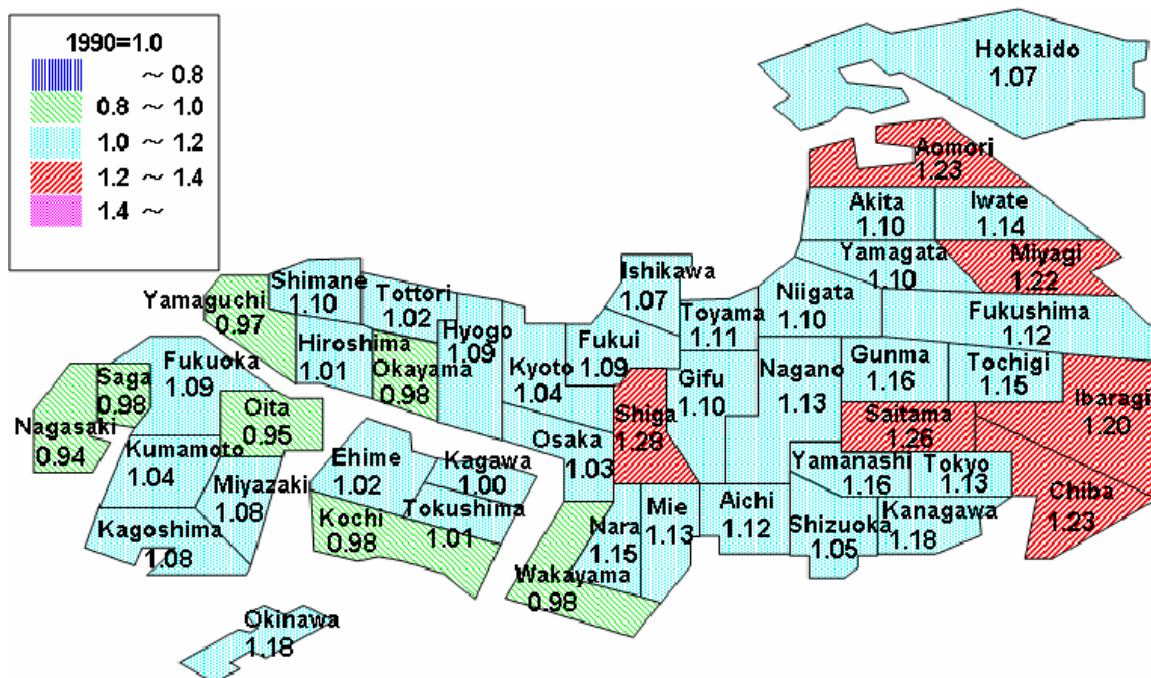 1990=1.0
～ 0.8
0.8 ～ 1.0
1.0 ～ 1.2
1.2 ～ 1.4
1.4 ～
Hokkaido
1.07
Aomori
1.23
Akita
1.10
Iwate
1.14
Yamagata
1.10
Miyagi
1.22
Ishikawa
1.07
Toyama
1.11
Niigata
1.10
Fukushima
1.12
Yamaguchi
0.97
Shimane
1.10
Tottori
1.02
Hyogo
1.09
Hiroshima
1.01
Okayama
0.98
Kyoto
1.04
Fukui
1.09
Gifu
1.10
Nagano
1.13
Gunma
1.16
Tochigi
1.15
Ibaragi
1.20
Fukuoka
1.09
Saga
0.98
Nagasaki
0.94
Oita
0.95
Shiga
1.28
Saitama
1.26
Osaka
1.03
Kumamoto
1.04
Miyazaki
1.08
Ehime
1.02
Kagawa
1.00
Yamanashi
1.16
Tokyo
1.13
Chiba
1.23
Kagoshima
1.08
Kochi
0.98
Tokushima
1.01
Nara
1.15
Mie
1.13
Aichi
1.12
Shizuoka
1.05
Kanagawa
1.18
Wakayama
0.98
Okinawa
1.18